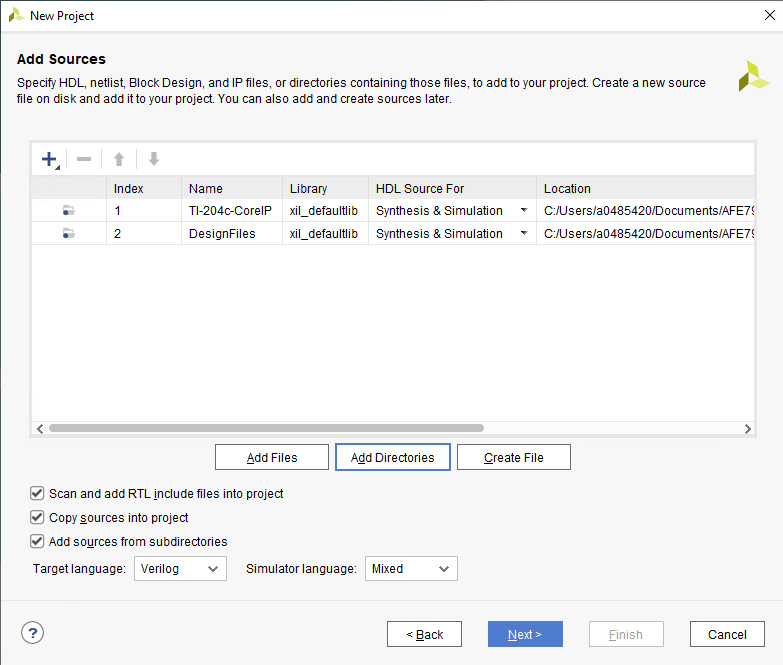 New Project
Add Sources
Specify HDL, netlist, Block Design, and IP files, or directories containing those files, to add to your project. Create a new source
file on disk and add it to your project. You can also add and create sources later.
Index Name Library HDL Source For Location
1 TI-204c-CoreIP xil_defaultlib Synthesis & Simulation C:/Users/a0485420/Documents/AFE79
2 DesignFiles xil_defaultlib Synthesis & Simulation C:/Users/a0485420/Documents/AFE79
Add Files Add Directories Create File
Scan and add RTL include files into project
Copy sources into project
Add sources from subdirectories
Target language: Verilog Simulator language: Mixed
? < Back Next > Finish Cancel